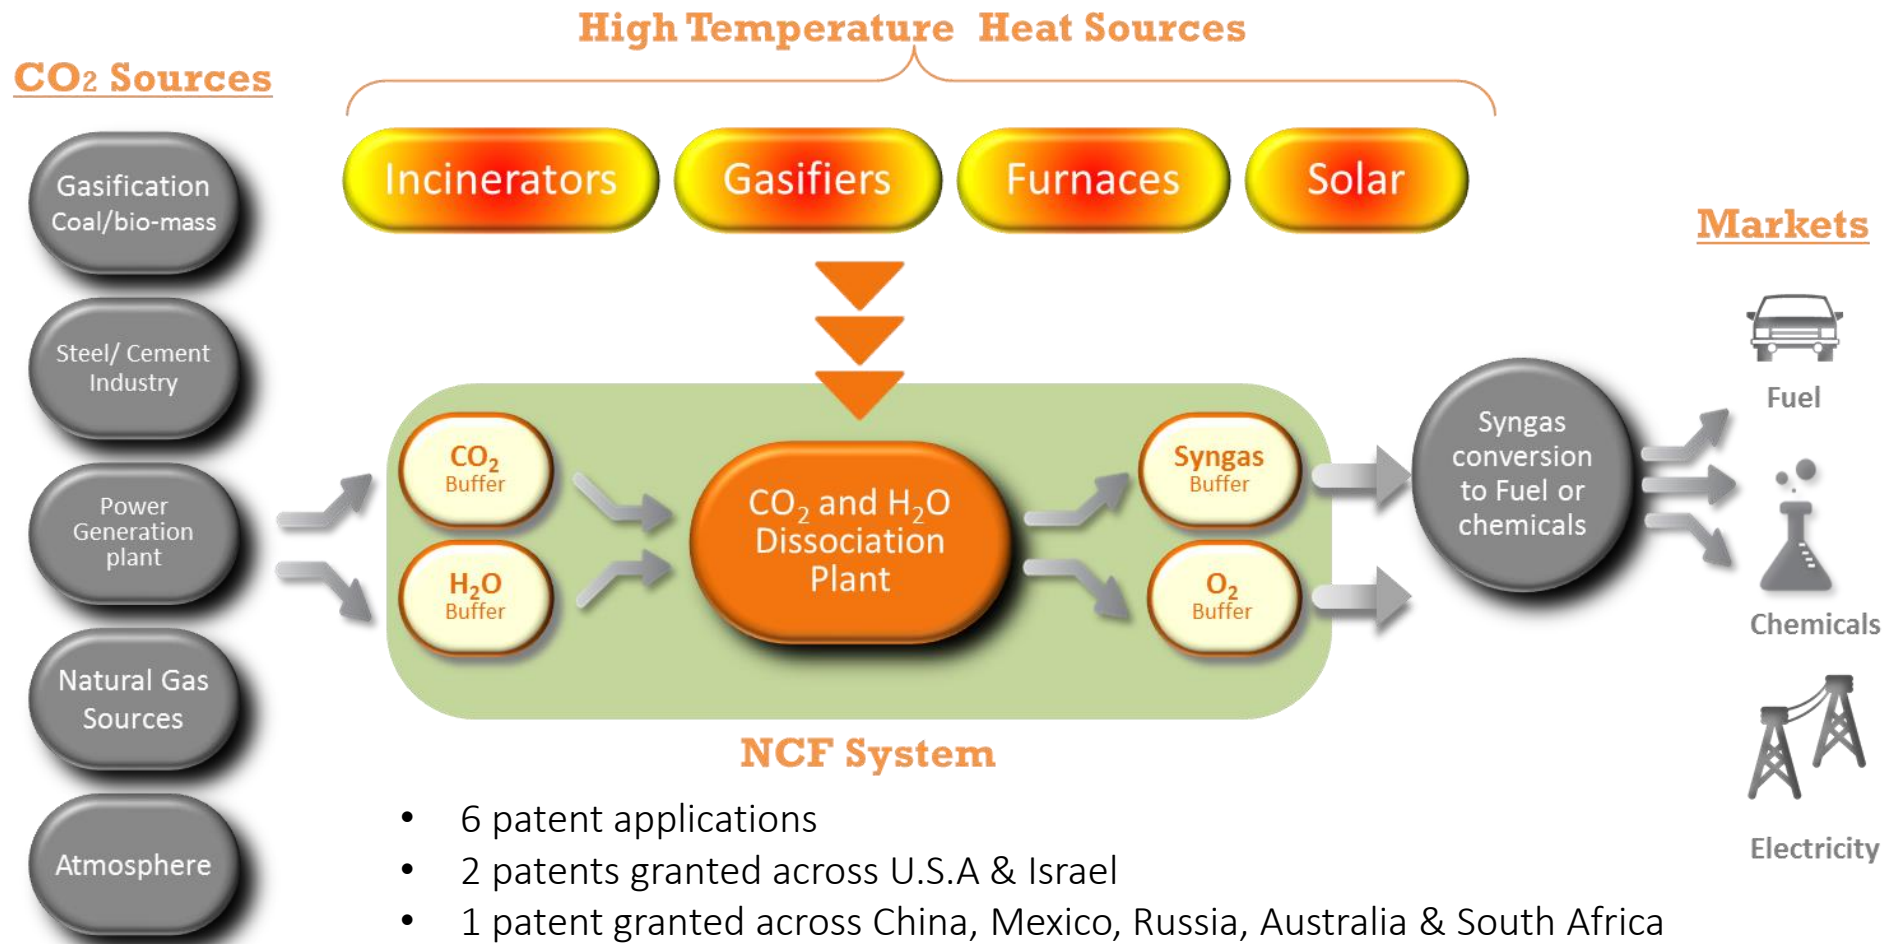 High Temperature Heat Sources
CO2 Sources
Gasification
Coal/bio-mass
Steel/ Cement
Industry
Power
Generation
plant
Natural Gas
Sources
Atmosphere
Incinerators
Gasifiers
Furnaces
Solar
CO₂
Buffer
H₂O
Buffer
CO₂ and H₂O
Dissociation
Plant
Syngas
Buffer
O₂
Buffer
NCF System
Syngas
conversion
to Fuel or
chemicals
Markets
Fuel
Chemicals
Electricity
• 6 patent applications
• 2 patents granted across U.S.A & Israel
• 1 patent granted across China, Mexico, Russia, Australia & South Africa